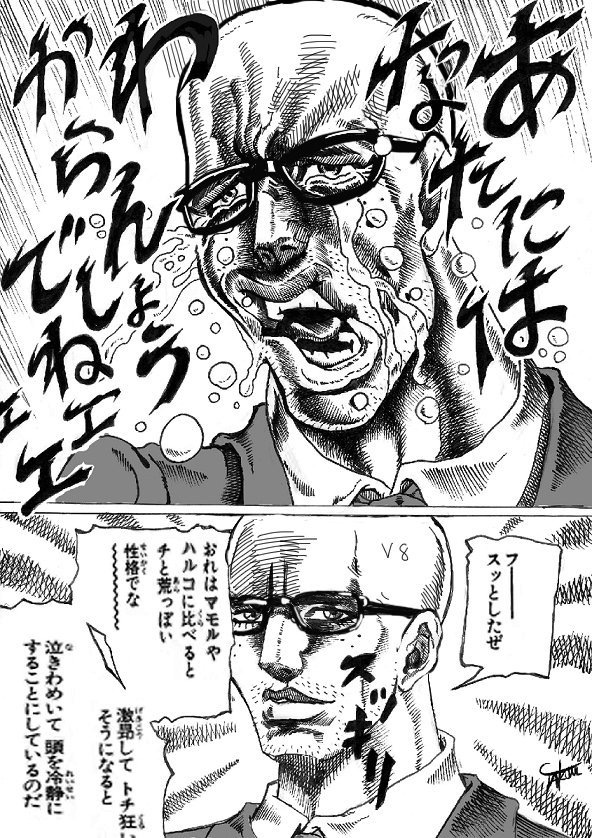 あなたにはー
わからんでしょうねエエエエ
フーー
スッとしたぜ
V8
スッキリ
おれはマモルや
ハルコに比べると
チと荒っぽい
性格でな〜〜〜
激昂して トチ狂い
そうになると
泣きわめいて 頭を冷静に
することにしているのだ